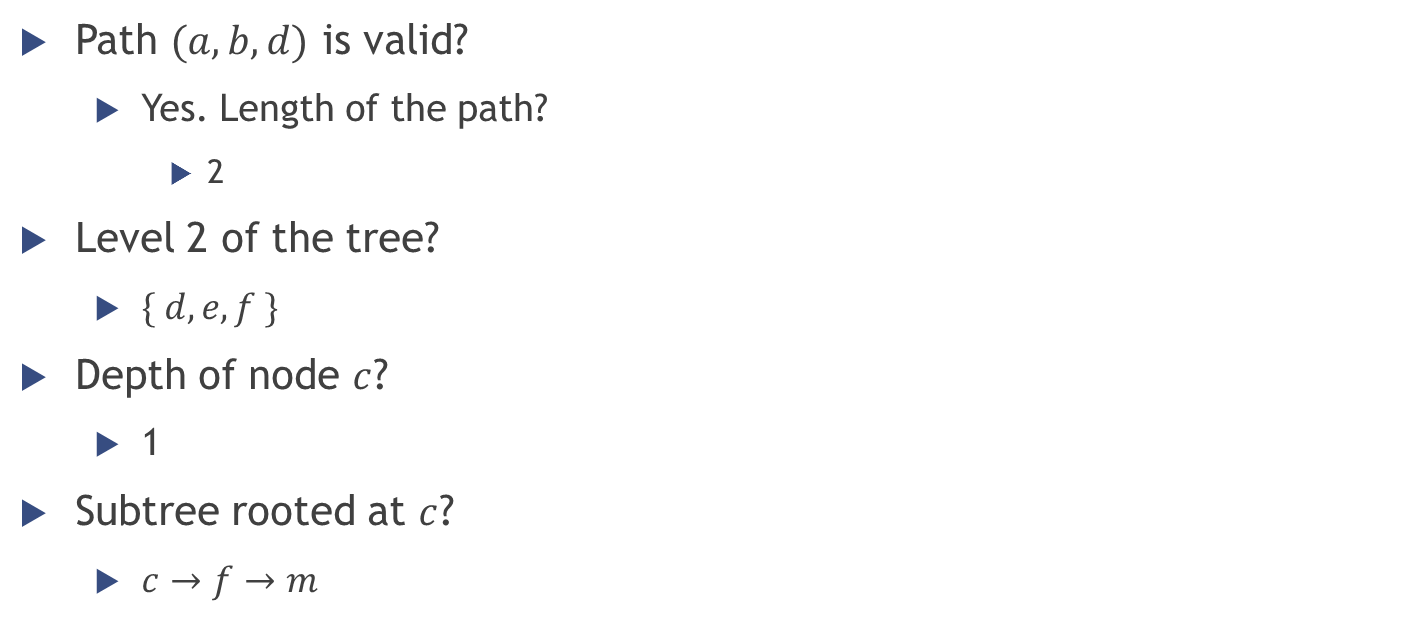 Path (a, b, d) is valid?
Yes. Length of the path?
2
Level 2 of the tree?
{ d, e, f }
Depth of node c?
1
Subtree rooted at c?
c → f → m